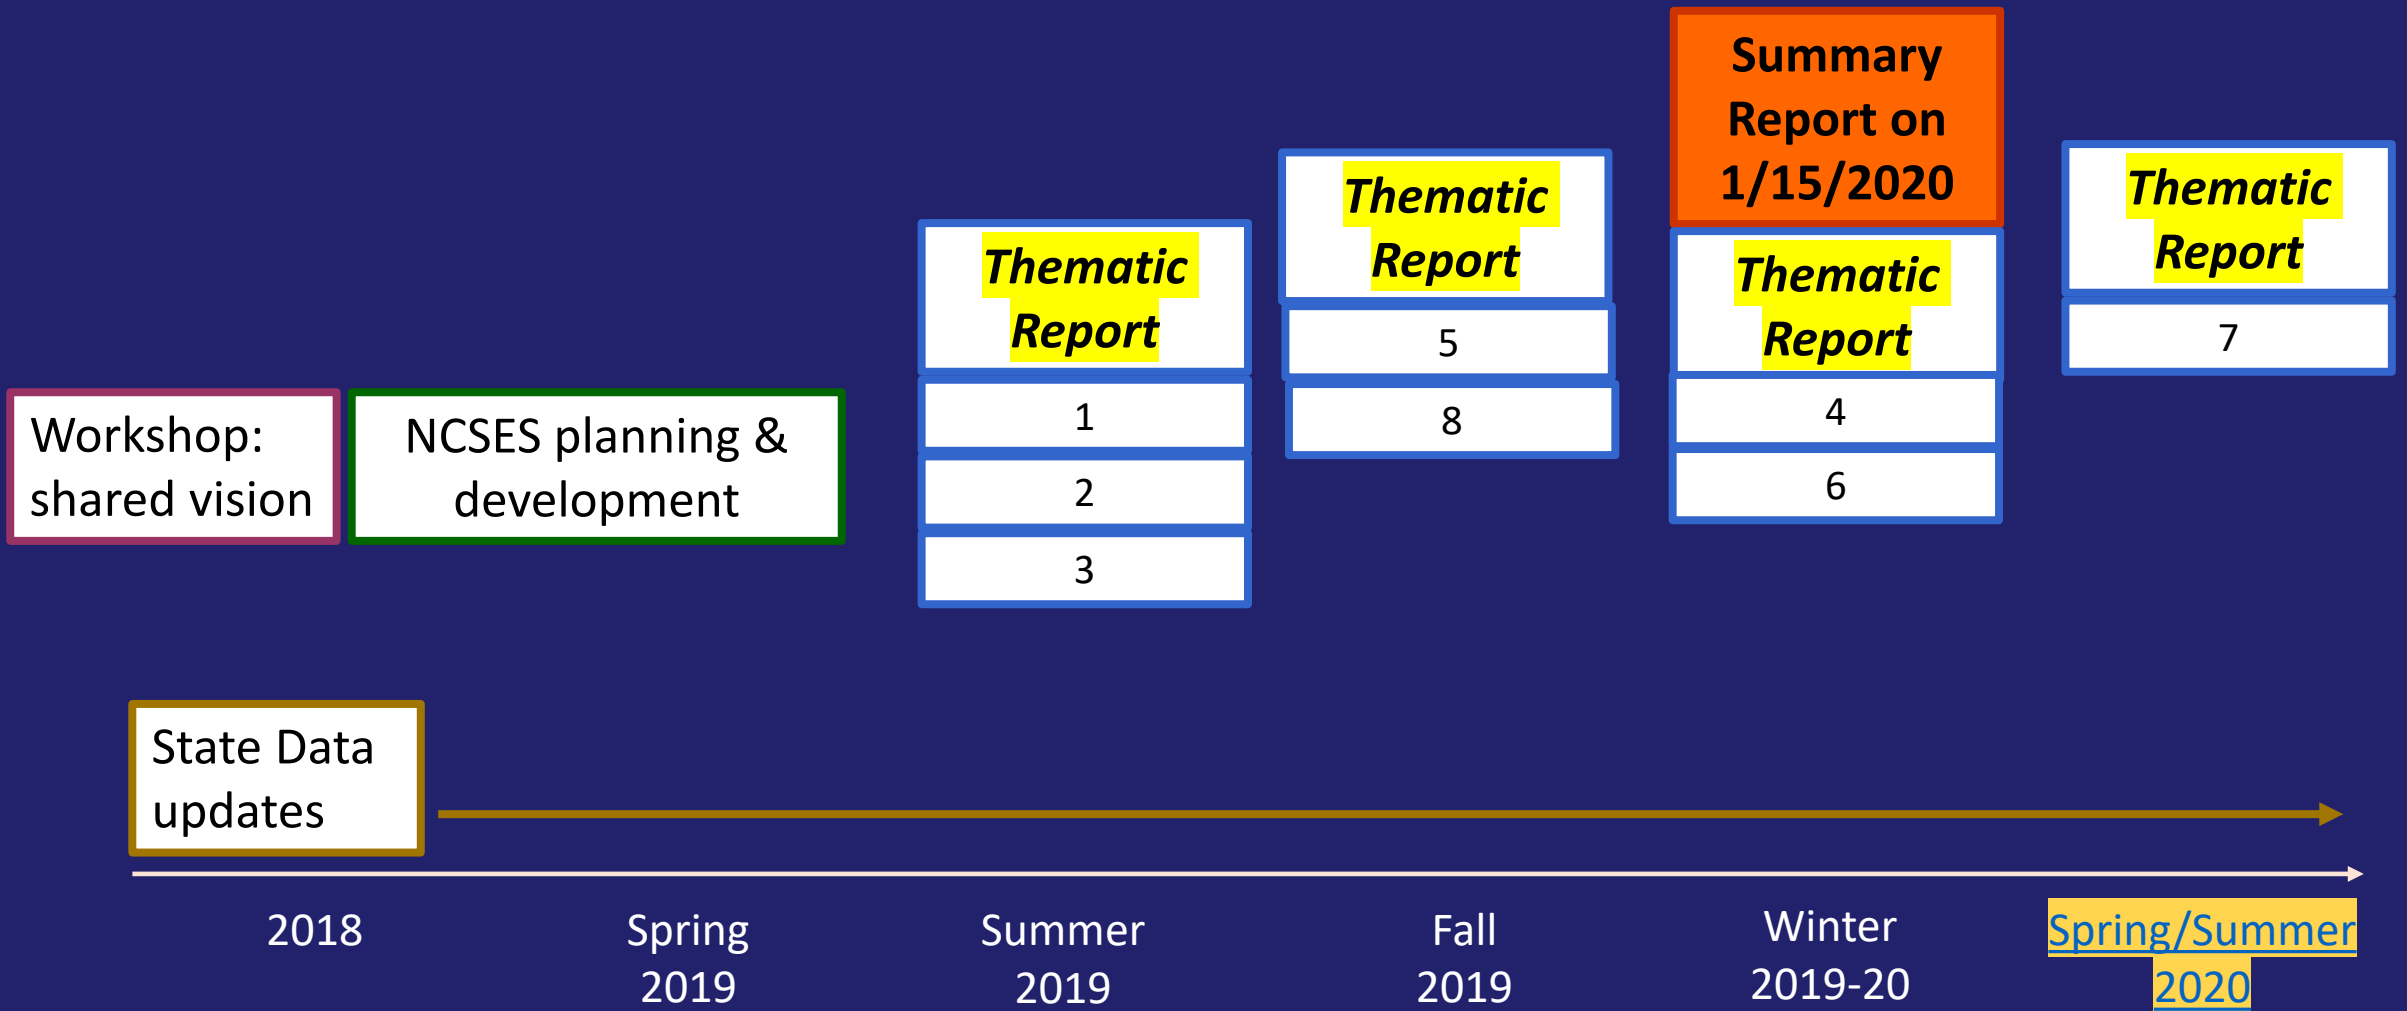 Workshop:
shared vision
NCSES planning &
development
Thematic
Report
1
2
3
Thematic
Report
5
8
Summary
Report on
1/15/2020
Thematic
Report
4
6
Thematic
Report
7
State Data
updates
2018
Spring
2019
Summer
2019
Fall
2019
Winter
2019-20
Spring/Summer
2020